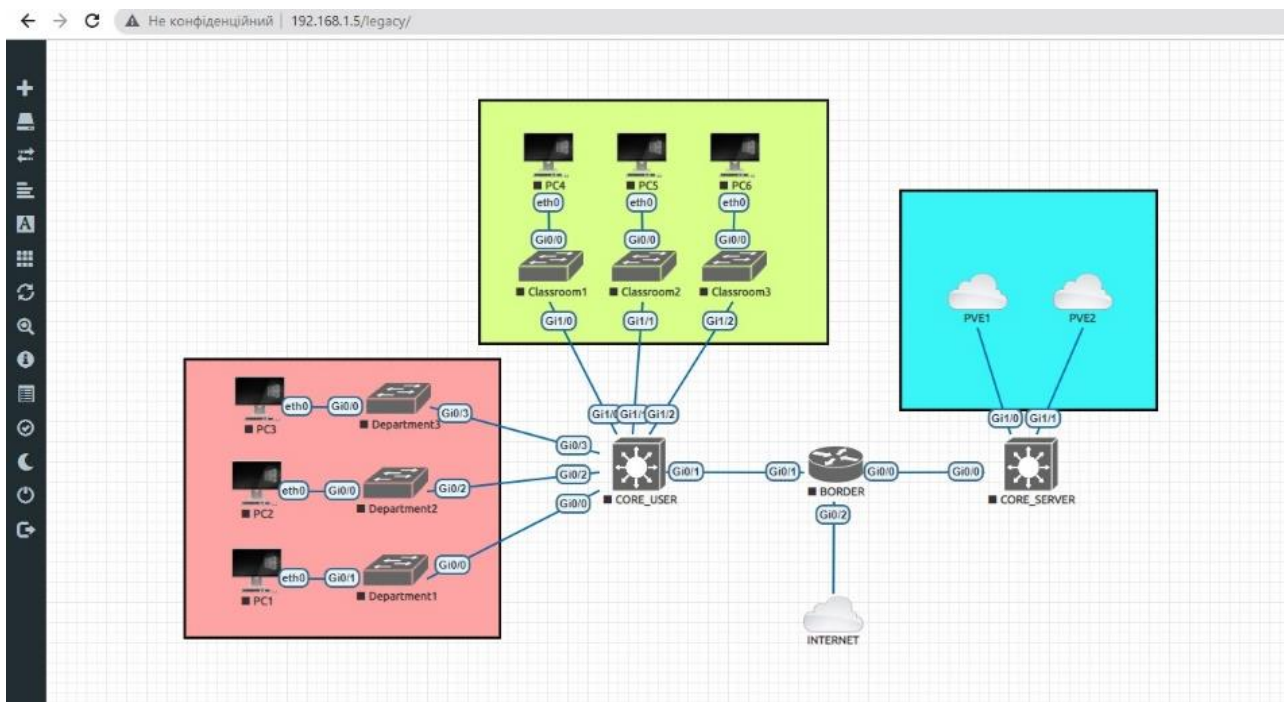 Не конфіденційний | 192.168.1.5/legacy/
PC4
PC5
PC6
eth0
eth0
eth0
Gi0/0
Gi0/0
Gi0/0
Classroom1
Classroom2
Classroom3
Gi1/0
Gi1/1
Gi1/2
PVE1
PVE2
Gi1/0
Gi1/1
eth0
Gi0/0
Gi0/3
PC3
Department3
Gi1/2
Gi0/3
Gi0/2
Gi0/0
CORE_USER
Gi0/1
Gi0/1
BORDER
Gi0/0
Gi0/0
CORE_SERVER
eth0
Gi0/0
Gi0/2
PC2
Department2
Gi0/2
eth0
Gi0/1
Gi0/0
PC1
Department1
INTERNET